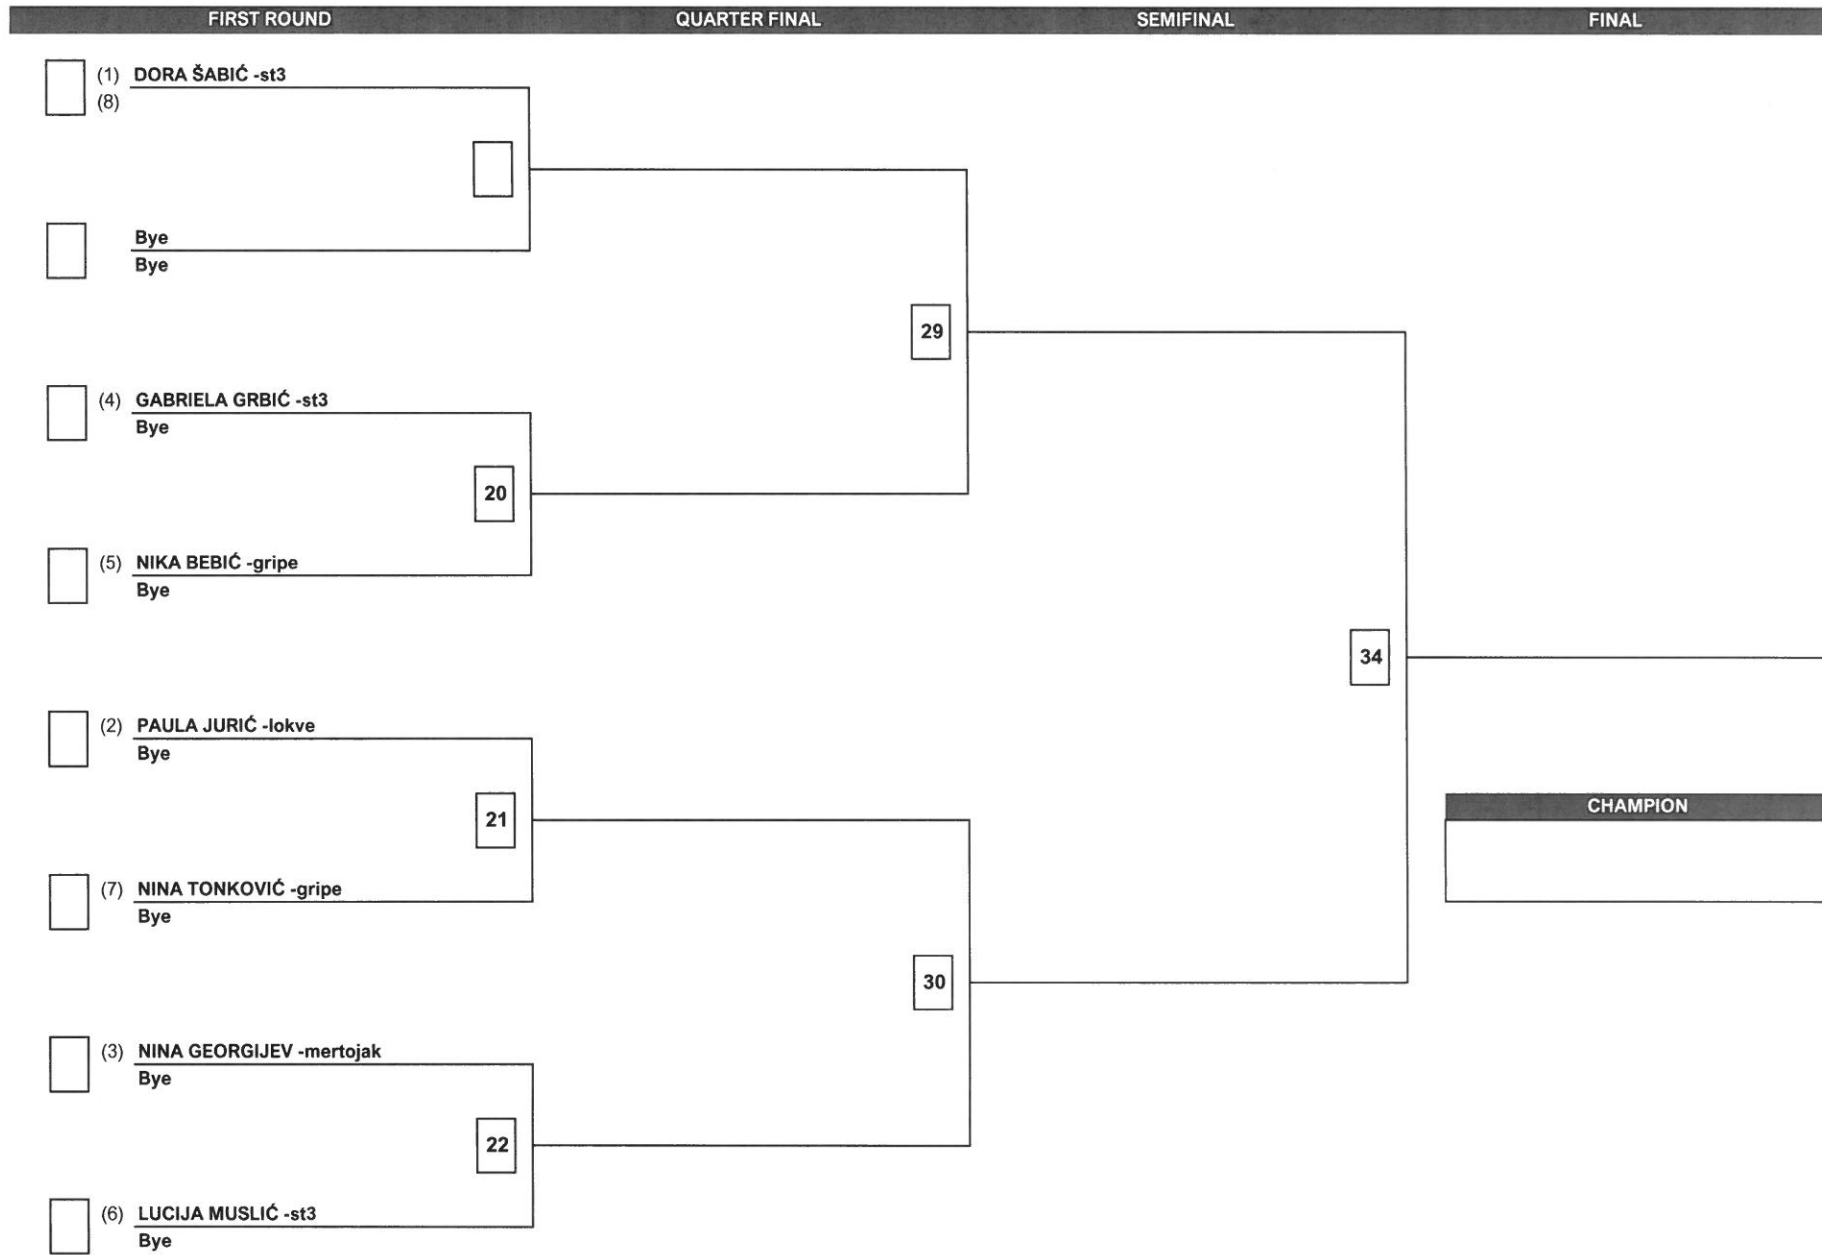 FIRST ROUND QUARTER FINAL SEMIFINAL FINAL
(1) DORA ŠABIĆ -st3
(8)
Bye
Bye
29
(4) GABRIELA GRBIĆ -st3
Bye
20
(5) NIKA BEBIĆ -gripe
Bye
34
(2) PAULA JURIĆ -lokve
Bye
21
CHAMPION
(7) NINA TONKOVIĆ -gripe
Bye
30
(3) NINA GEORGIJEV -mertojak
Bye
22
(6) LUCIJA MUSLIĆ -st3
Bye